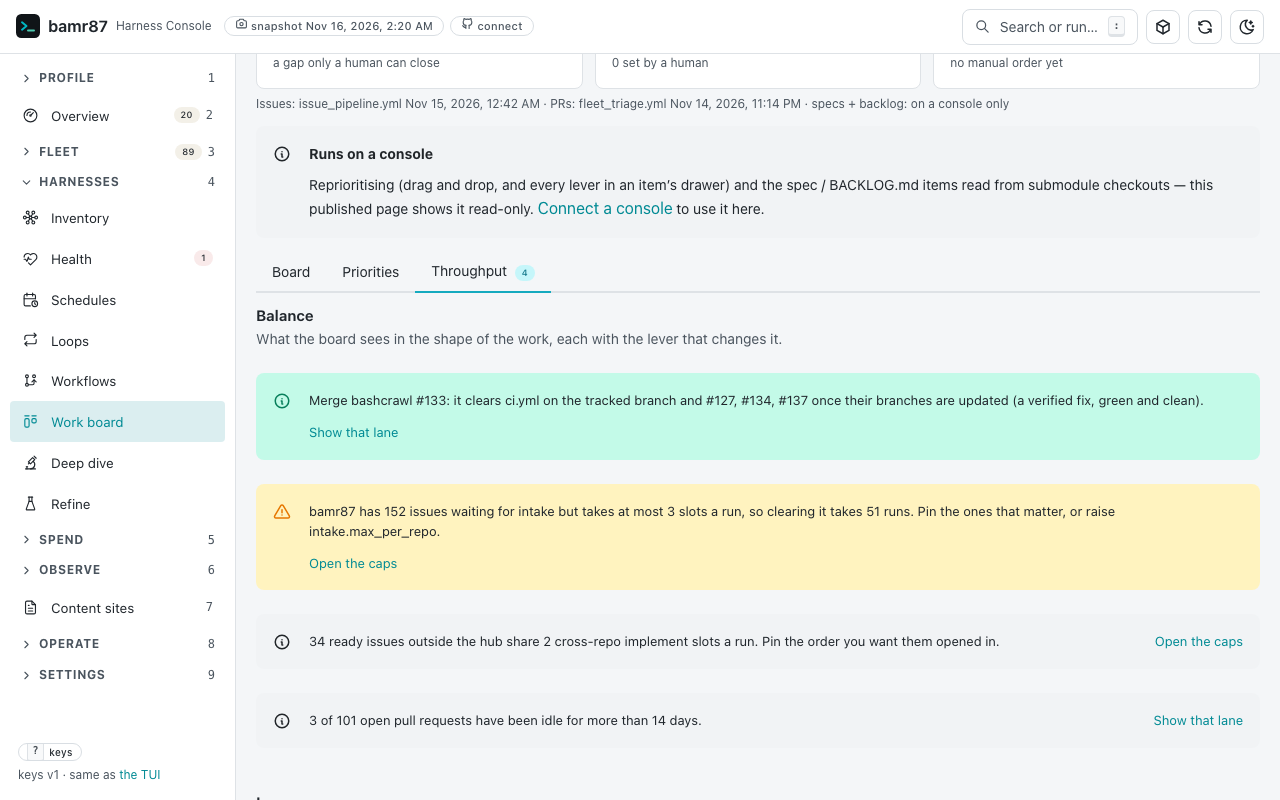 bamr87 Harness Console
snapshot Nov 16, 2026, 2:20 AM
connect
Search or run... :
PROFILE 1
Overview 20 2
FLEET 89 3
HARNESSES 4
Inventory
Health 1
Schedules
Loops
Workflows
Work board
Deep dive
Refine
SPEND 5
OBSERVE 6
Content sites 7
OPERATE 8
SETTINGS 9
? keys
keys v1 · same as the TUI
a gap only a human can close
0 set by a human
no manual order yet
Issues: issue_pipeline.yml Nov 15, 2026, 12:42 AM · PRs: fleet_triage.yml Nov 14, 2026, 11:14 PM · specs + backlog: on a console only
Runs on a console
Reprioritising (drag and drop, and every lever in an item's drawer) and the spec / BACKLOG.md items read from submodule checkouts — this
published page shows it read-only. Connect a console to use it here.
Board
Priorities
Throughput 4
Balance
What the board sees in the shape of the work, each with the lever that changes it.
Merge bashcrawl #133: it clears ci.yml on the tracked branch and #127, #134, #137 once their branches are updated (a verified fix, green and clean).
Show that lane
bamr87 has 152 issues waiting for intake but takes at most 3 slots a run, so clearing it takes 51 runs. Pin the ones that matter, or raise
intake.max_per_repo.
Open the caps
34 ready issues outside the hub share 2 cross-repo implement slots a run. Pin the order you want them opened in.
Open the caps
3 of 101 open pull requests have been idle for more than 14 days.
Show that lane